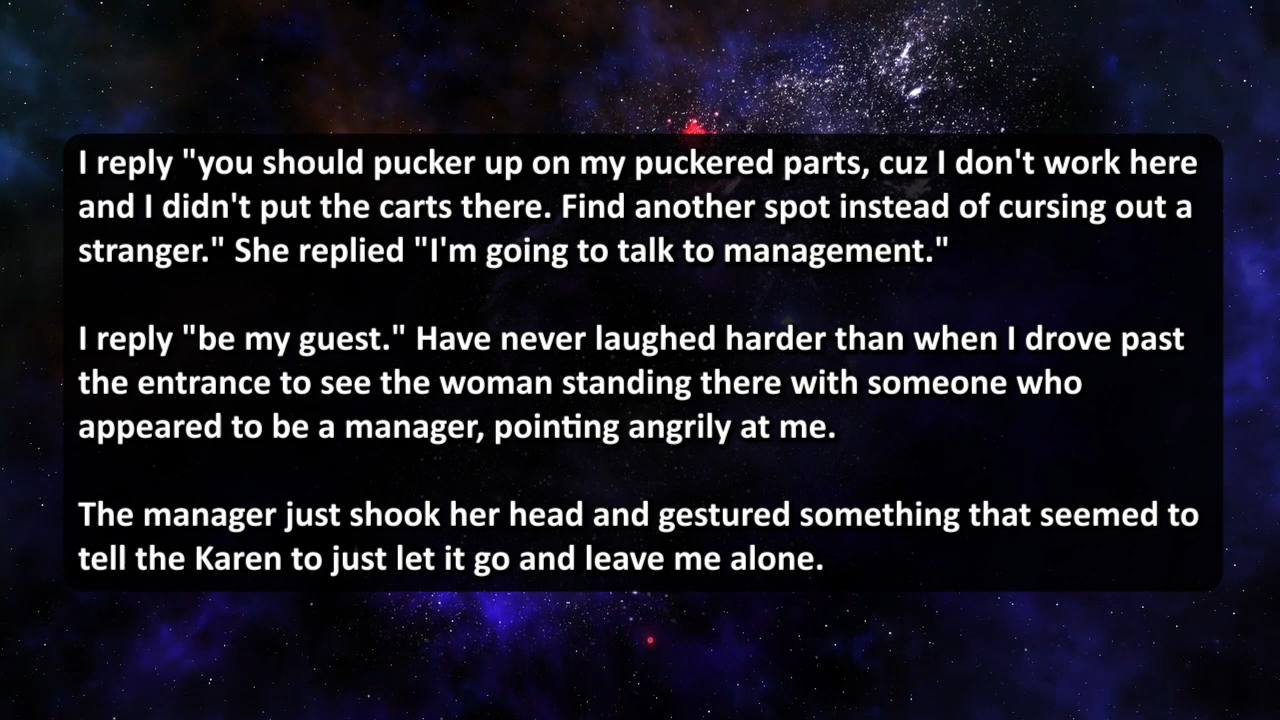 I reply "you should pucker up on my puckered parts, cuz I don't work here
and I didn't put the carts there. Find another spot instead of cursing out a
stranger." She replied "I'm going to talk to management."
I reply "be my guest." Have never laughed harder than when I drove past
the entrance to see the woman standing there with someone who
appeared to be a manager, pointing angrily at me.
The manager just shook her head and gestured something that seemed to
tell the Karen to just let it go and leave me alone.